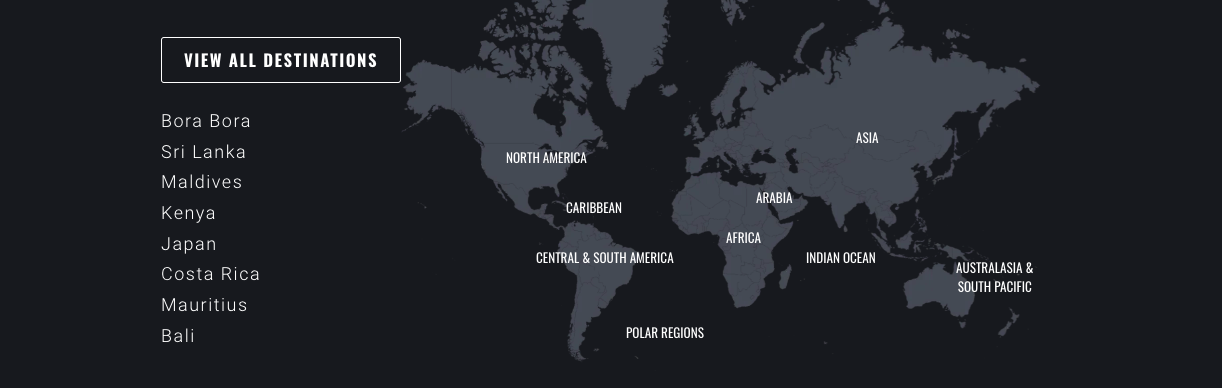 VIEW ALL DESTINATIONS
Bora Bora
Sri Lanka
Maldives
Kenya
Japan
Costa Rica
Mauritius
Bali
ASIA
NORTH AMERICA
ARABIA
CARIBBEAN
AFRICA
CENTRAL & SOUTH AMERICA
INDIAN OCEAN
AUSTRALASIA &
SOUTH PACIFIC
POLAR REGIONS